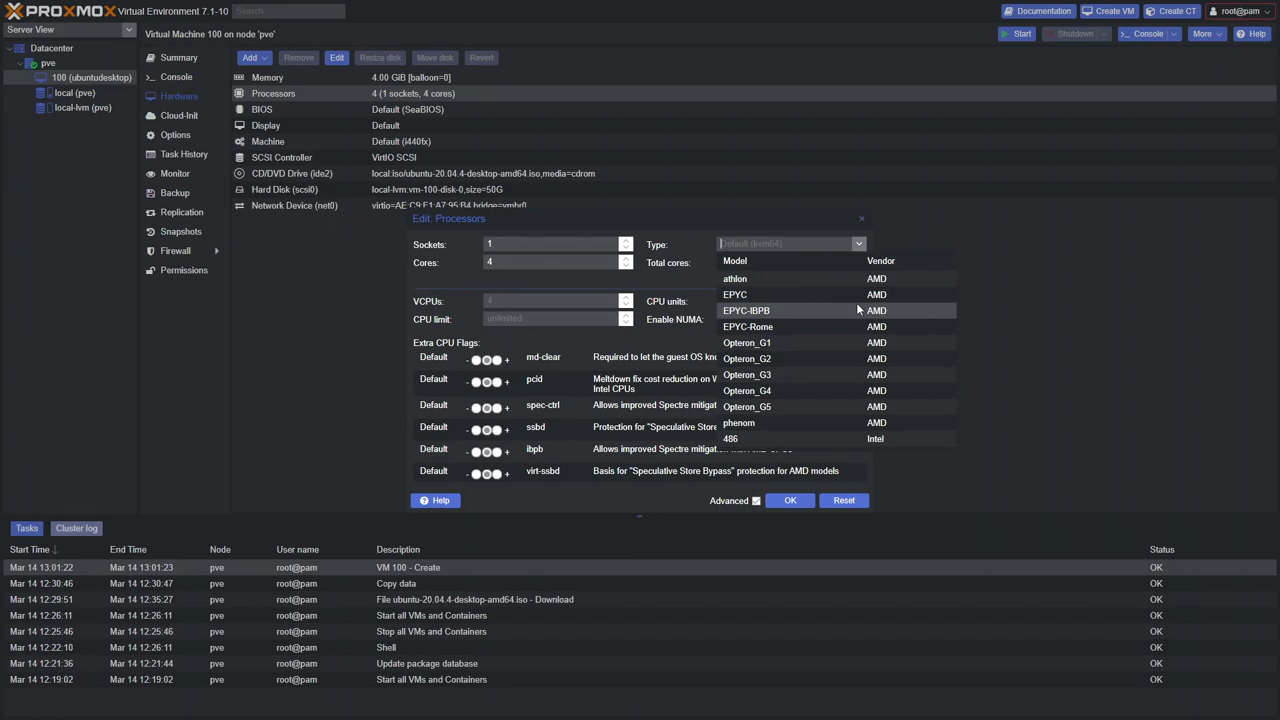 PROXMOX Virtual Environment 7.1-10 Search Documentation Create VM Create CT root@pam
Server View Virtual Machine 100 on node 'pve' Start Shutdown Console More Help
Datacenter
pve
100 (ubuntudesktop)
local (pve)
local-lvm (pve)
Summary
Console
Hardware
Cloud-Init
Options
Task History
Monitor
Backup
Replication
Snapshots
Firewall
Permissions
Add Remove Edit Resize disk Move disk Revert
Memory 4.00 GiB [balloon=0]
Processors 4 (1 sockets, 4 cores)
BIOS Default (SeaBIOS)
Display Default
Machine Default (i440fx)
SCSI Controller VirtIO SCSI
CD/DVD Drive (ide2) local:iso/ubuntu-20.04.4-desktop-amd64.iso,media=cdrom
Hard Disk (scsi0) local-lvm:vm-100-disk-0,size=50G
Network Device (net0) virtio=AE:C9:F1:A7:95:B4,bridge=vmbr0
Edit: Processors
Sockets: 1 Type: Default (kvm64)
Cores: 4 Total cores:
VCPUs: 4 CPU units:
CPU limit: unlimited Enable NUMA:
Model Vendor
athlon AMD
EPYC AMD
EPYC-IBPB AMD
EPYC-Rome AMD
Opteron_G1 AMD
Opteron_G2 AMD
Opteron_G3 AMD
Opteron_G4 AMD
Opteron_G5 AMD
phenom AMD
486 Intel
Extra CPU Flags:
Default - + md-clear Required to let the guest OS kno
Default - + pcid Meltdown fix cost reduction on W
Intel CPUs
Default - + spec-ctrl Allows improved Spectre mitigat
Default - + ssbd Protection for "Speculative Store
Default - + ibpb Allows improved Spectre mitigat
Default - + virt-ssbd Basis for "Speculative Store Bypass" protection for AMD models
Help Advanced OK Reset
Tasks Cluster log
Start Time ↓ End Time Node User name Description Status
Mar 14 13:01:22 Mar 14 13:01:23 pve root@pam VM 100 - Create OK
Mar 14 12:30:46 Mar 14 12:30:47 pve root@pam Copy data OK
Mar 14 12:29:51 Mar 14 12:35:27 pve root@pam File ubuntu-20.04.4-desktop-amd64.iso - Download OK
Mar 14 12:26:11 Mar 14 12:26:11 pve root@pam Start all VMs and Containers OK
Mar 14 12:25:46 Mar 14 12:25:46 pve root@pam Stop all VMs and Containers OK
Mar 14 12:22:10 Mar 14 12:22:14 pve root@pam Shell OK
Mar 14 12:21:36 Mar 14 12:21:44 pve root@pam Update package database OK
Mar 14 12:19:02 Mar 14 12:19:02 pve root@pam Start all VMs and Containers OK